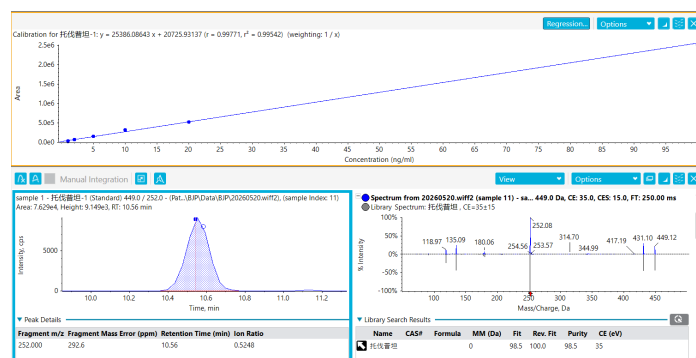 Regression... Options
Calibration for 托伐普坦-1: y = 25386.08643 x + 20725.93137 (r = 0.99771, r² = 0.99542) (weighting: 1 / x)
2.5e6
2.0e6
1.5e6
1.0e6
5.0e5
0.0e0
Area
5 10 15 20 25 30 35 40 45 50 55 60 65 70 75 80 85 90 95
Concentration (ng/ml)
Manual Integration View Options
sample 1 - 托伐普坦-1 (Standard) 449.0 / 252.0 - (Pat...\BJP\Data\BJP\20260520.wiff2), (sample Index: 11)
Area: 7.629e4, Height: 9.149e3, RT: 10.56 min
5000
0
Intensity, cps
10.0 10.2 10.4 10.6 10.8 11.0 11.2
Time, min
Peak Details
Fragment m/z Fragment Mass Error (ppm) Retention Time (min) Ion Ratio
252.000 292.6 10.56 0.5248
Spectrum from 20260520.wiff2 (sample 11) - sa... 449.0 Da, CE: 35.0, CES: 15.0, FT: 250.00 ms
Library Spectrum: 托伐普坦 , CE=35±15
100%
50%
0%
-50%
-100%
% Intensity
118.97 135.09 180.06 254.56 252.08 253.57 314.70 344.99 417.19 431.10 449.12
100 150 200 250 300 350 400 450
Mass/Charge, Da
Library Search Results
Name CAS# Formula MM (Da) Fit Rev. Fit Purity CE (eV)
托伐普坦 0 98.5 100.0 98.5 35